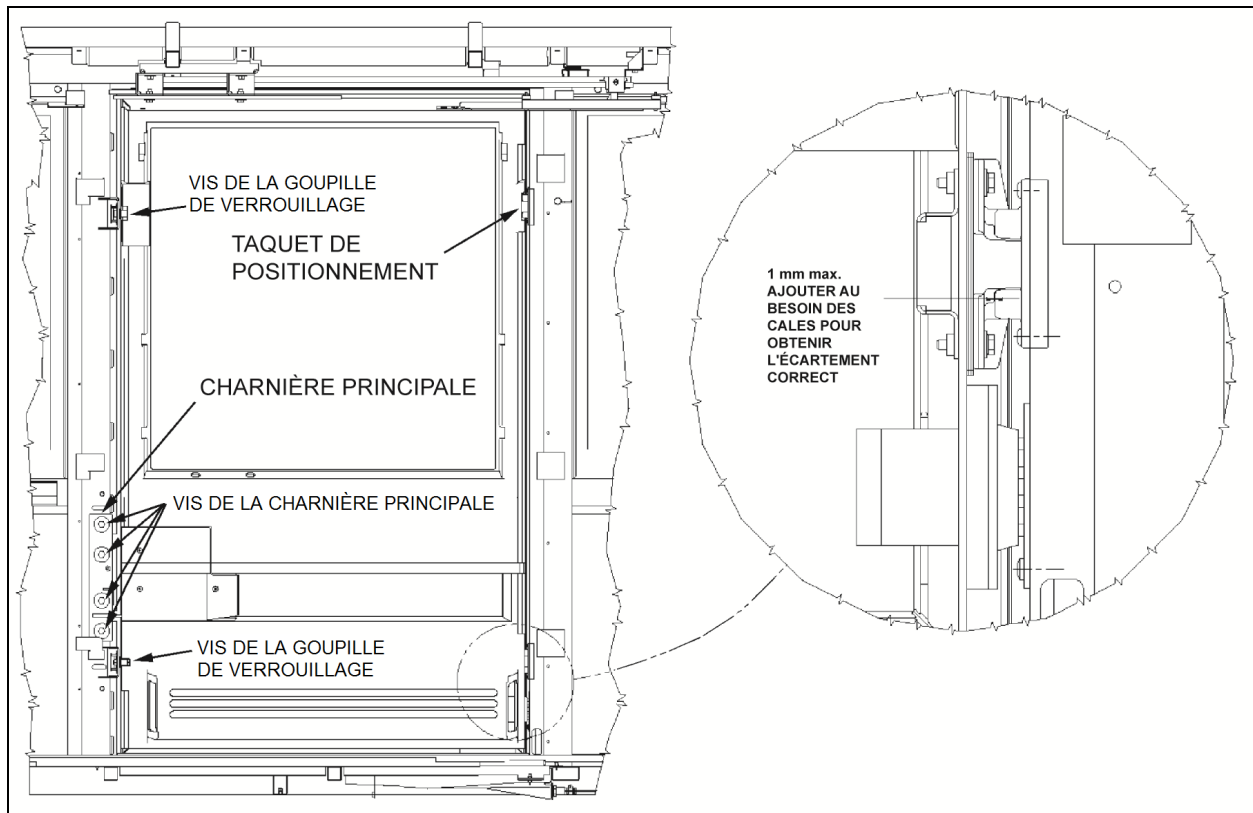 VIS DE LA GOUPILLE
DE VERROUILLAGE
TAQUET DE
POSITIONNEMENT
CHARNIÈRE PRINCIPALE
VIS DE LA CHARNIÈRE PRINCIPALE
VIS DE LA GOUPILLE
DE VERROUILLAGE
1 mm max.
AJOUTER AU
BESOIN DES
CALES POUR
OBTENIR
L'ÉCARTEMENT
CORRECT